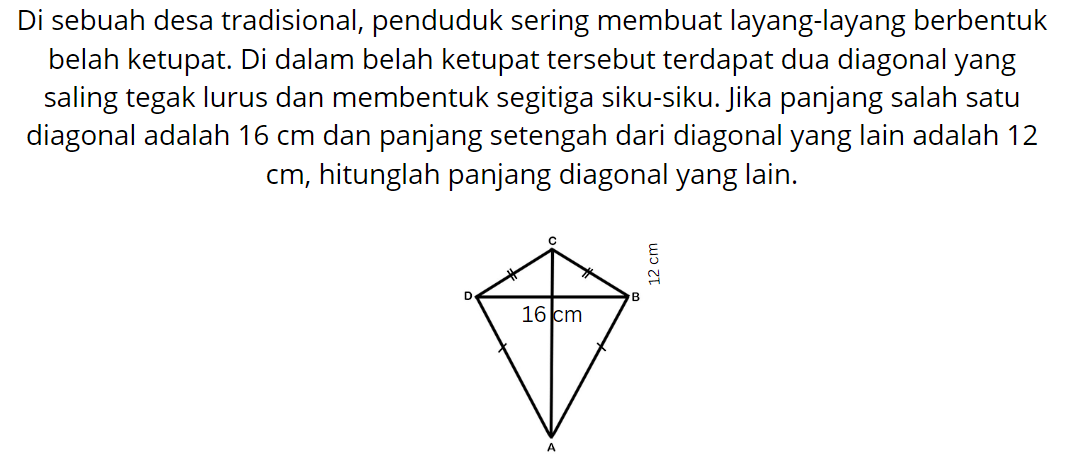 Di sebuah desa tradisional, penduduk sering membuat layang-layang berbentuk
belah ketupat. Di dalam belah ketupat tersebut terdapat dua diagonal yang
saling tegak lurus dan membentuk segitiga siku-siku. Jika panjang salah satu
diagonal adalah 16 cm dan panjang setengah dari diagonal yang lain adalah 12
cm, hitunglah panjang diagonal yang lain.
C
12 cm
D
B
16 cm
A